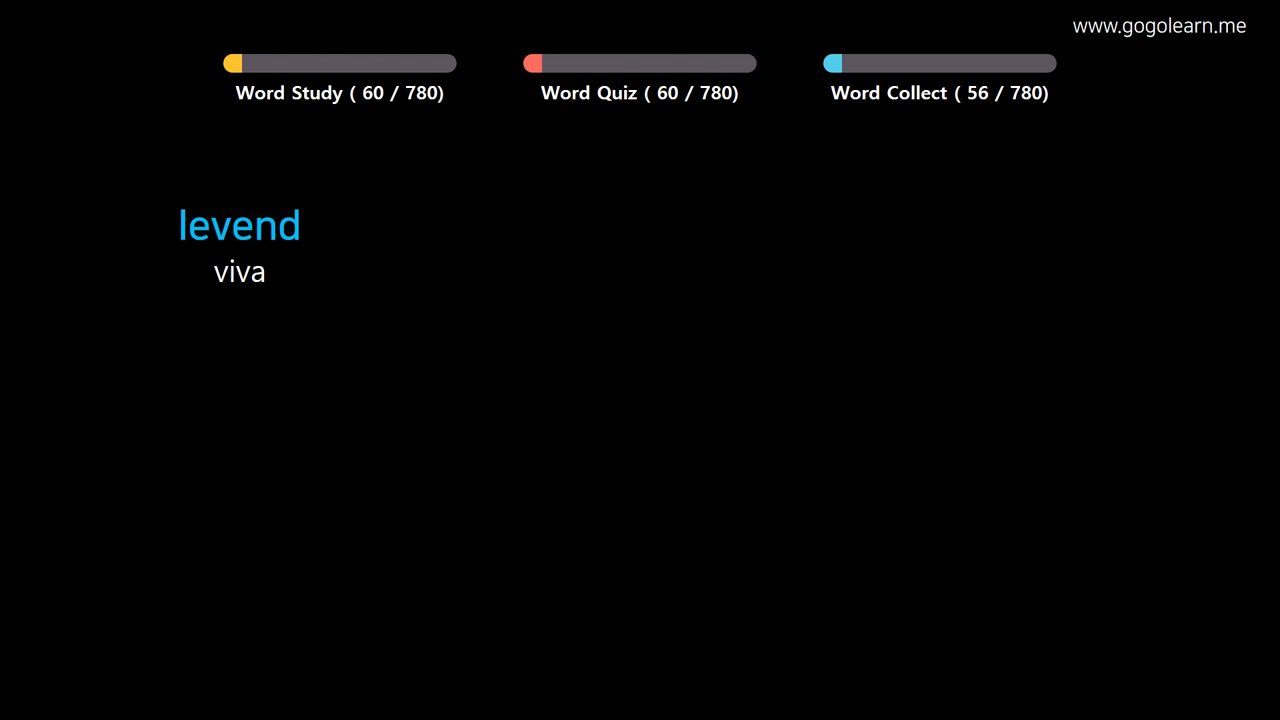 www.gogolearn.me
Word Study ( 60 / 780)
Word Quiz ( 60 / 780)
Word Collect ( 56 / 780)
levend
viva